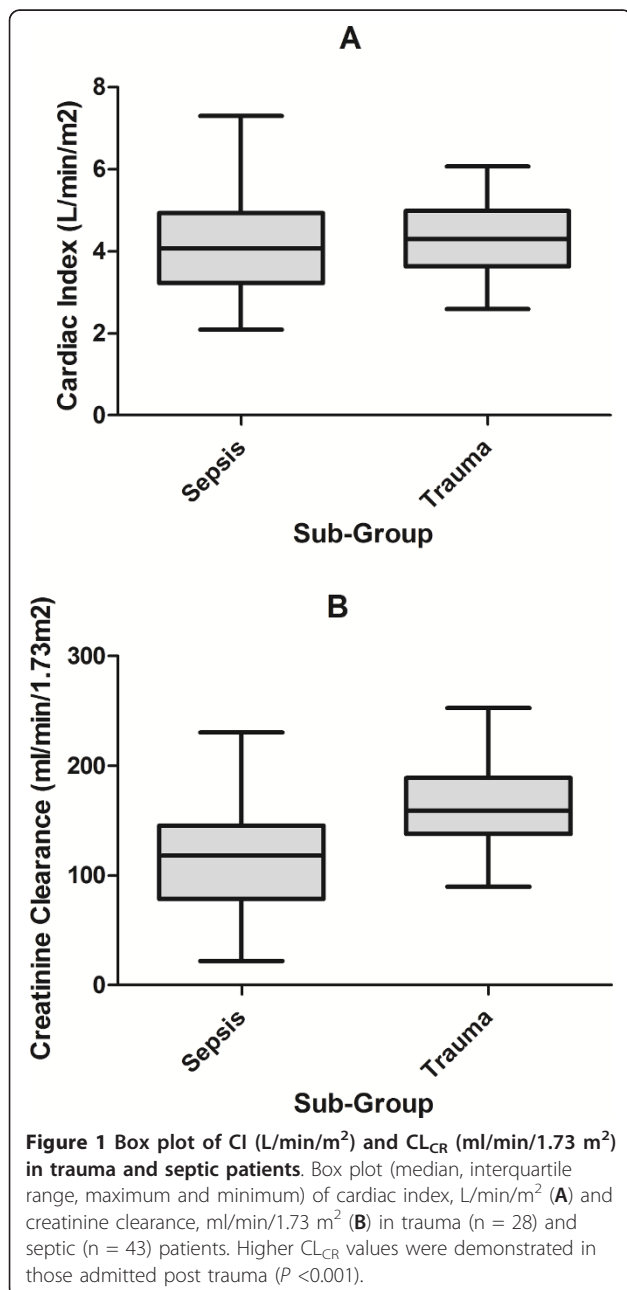 A
Cardiac Index (L/min/m2)
8
6
4
2
0
Sepsis
Trauma
Sub-Group
B
Creatinine Clearance (ml/min/1.73m2)
300
200
100
0
Sepsis
Trauma
Sub-Group
Figure 1 Box plot of CI (L/min/m²) and CL_CR (ml/min/1.73 m²)
in trauma and septic patients. Box plot (median, interquartile
range, maximum and minimum) of cardiac index, L/min/m² (A) and
creatinine clearance, ml/min/1.73 m² (B) in trauma (n = 28) and
septic (n = 43) patients. Higher CL_CR values were demonstrated in
those admitted post trauma (P <0.001).